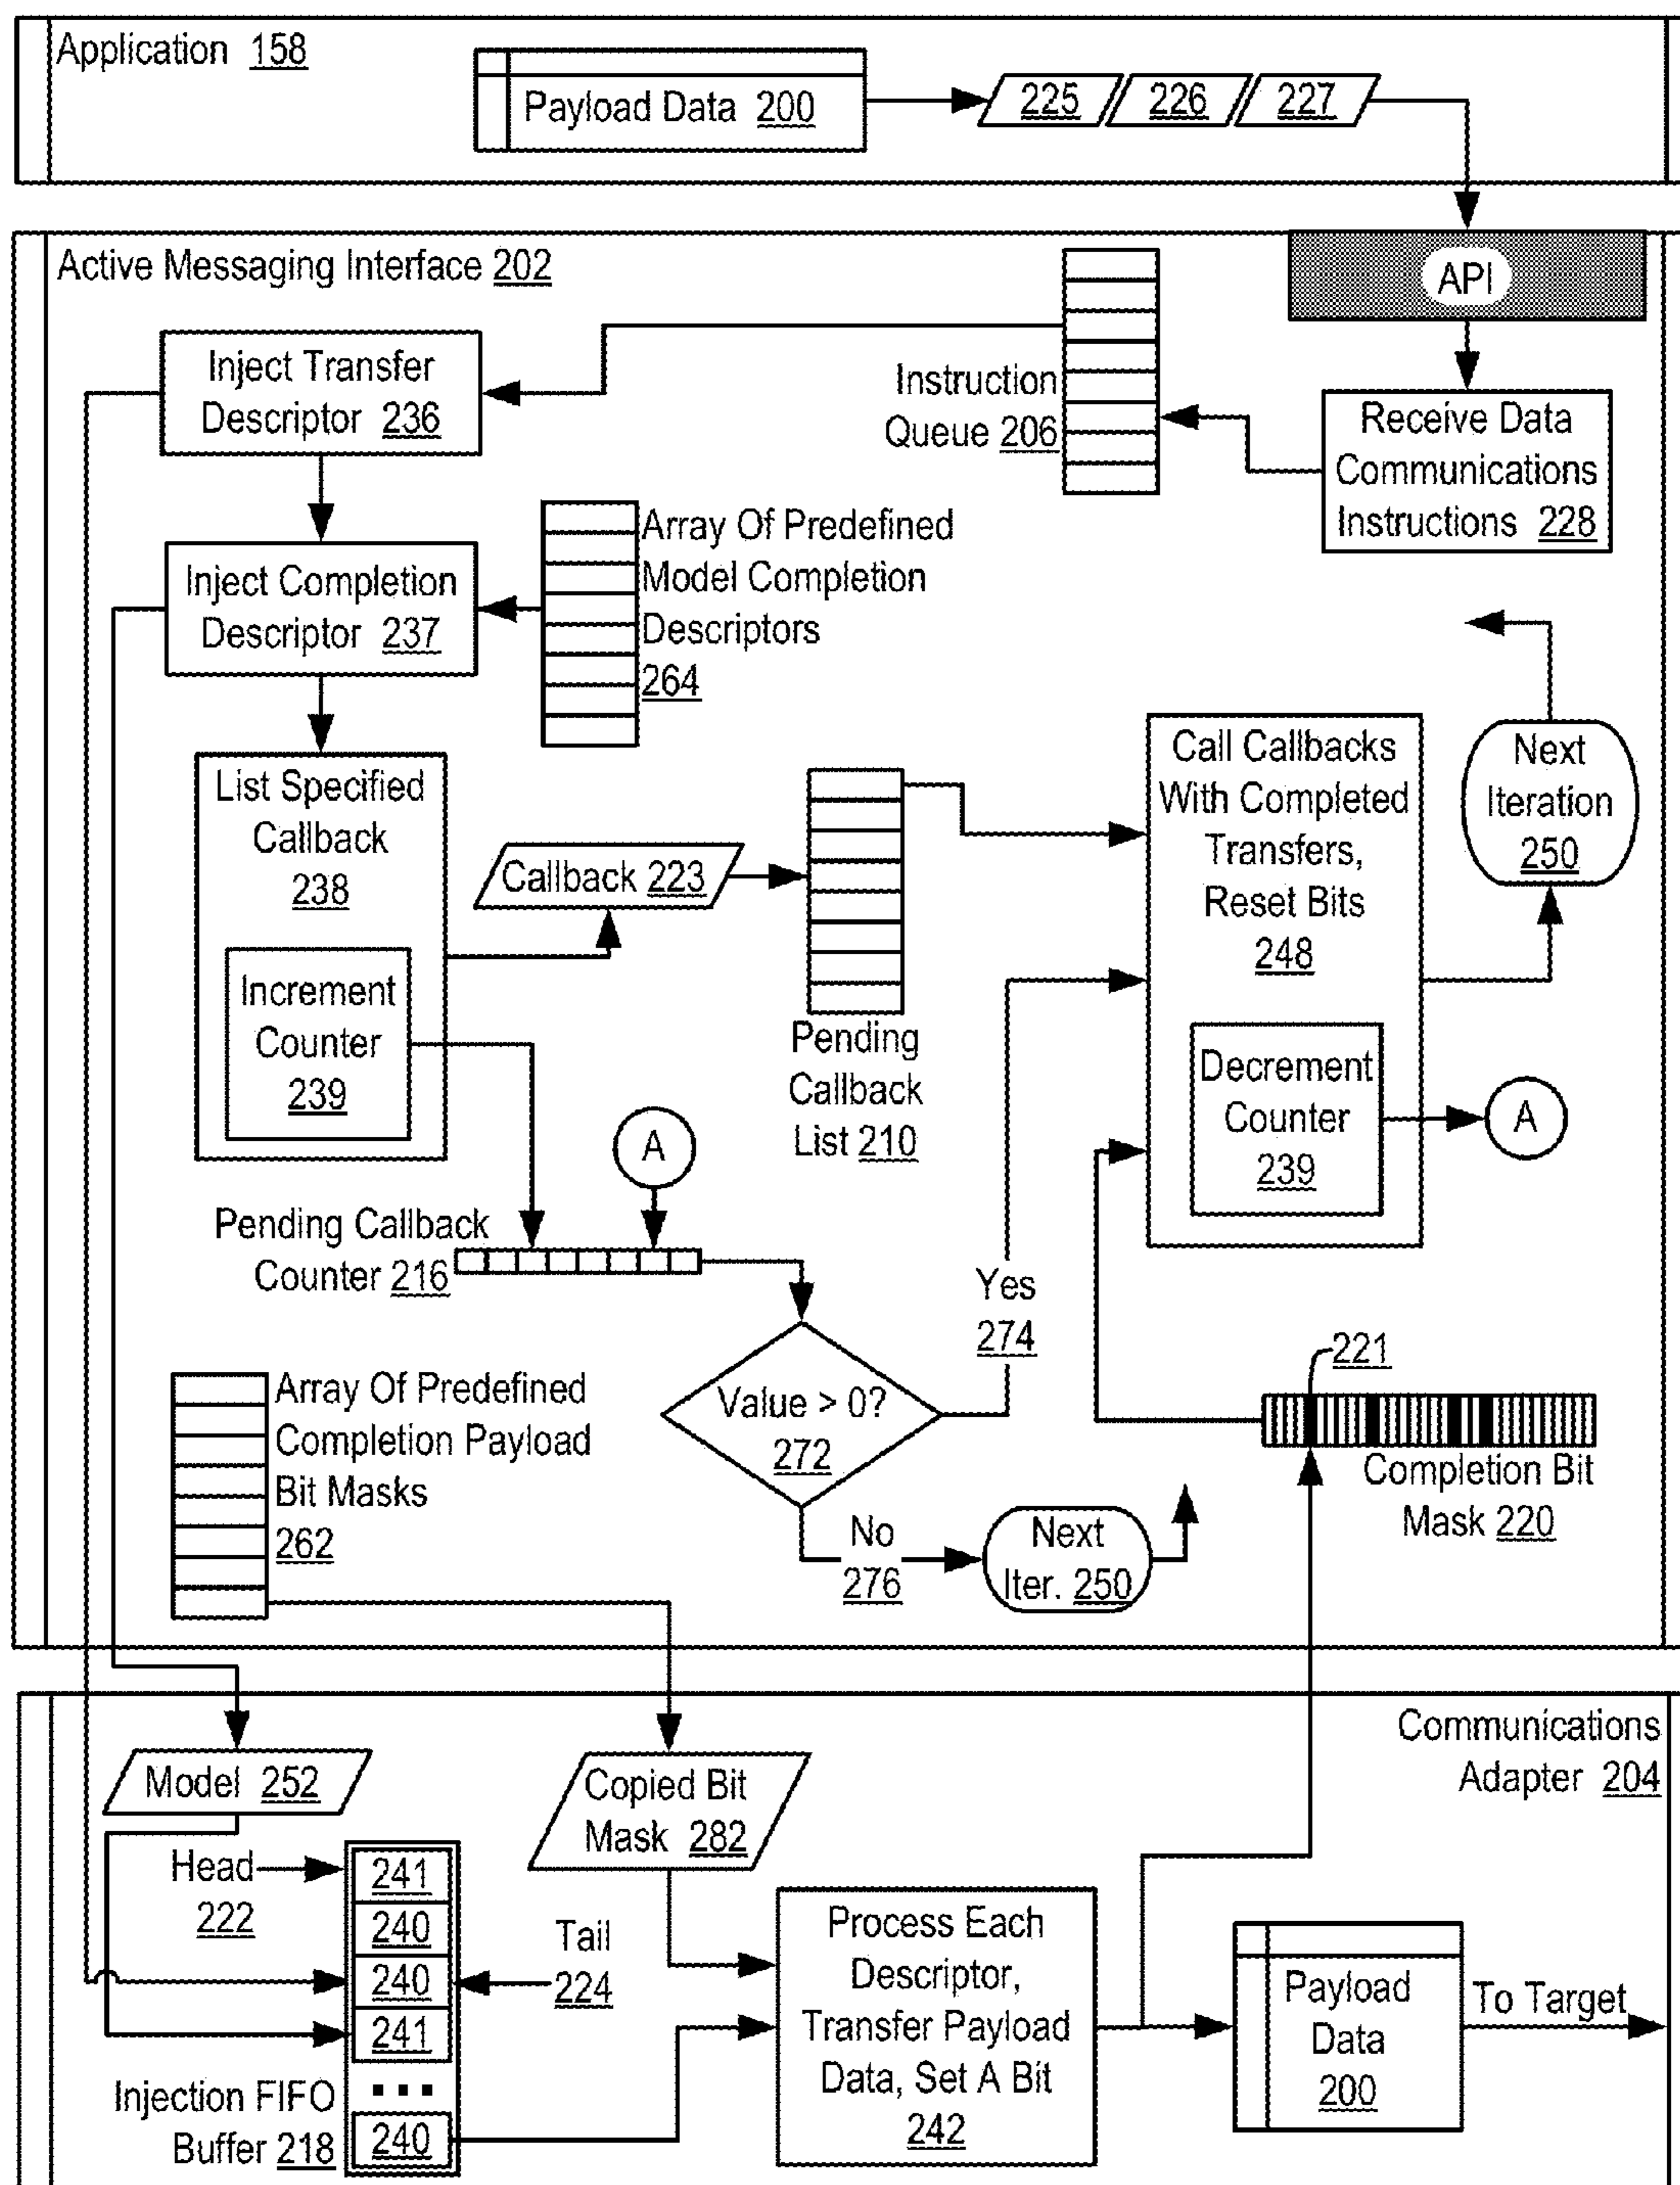 Application 158
Payload Data 200
225
226
227
Active Messaging Interface 202
API
Inject Transfer
Descriptor 236
Instruction
Queue 206
Receive Data
Communications
Instructions 228
Inject Completion
Descriptor 237
Array Of Predefined
Model Completion
Descriptors
264
List Specified
Callback
238
Increment
Counter
239
Callback 223
Pending
Callback
List 210
Call Callbacks
With Completed
Transfers,
Reset Bits
248
Decrement
Counter
239
Next
Iteration
250
A
A
Pending Callback
Counter 216
Yes
274
Value > 0?
272
No
276
Next
Iter. 250
221
Completion Bit
Mask 220
Array Of Predefined
Completion Payload
Bit Masks
262
Communications
Adapter 204
Model 252
Copied Bit
Mask 282
Head
222
241
240
240
241
...
240
Tail
224
Injection FIFO
Buffer 218
Process Each
Descriptor,
Transfer Payload
Data, Set A Bit
242
Payload
Data
200
To Target